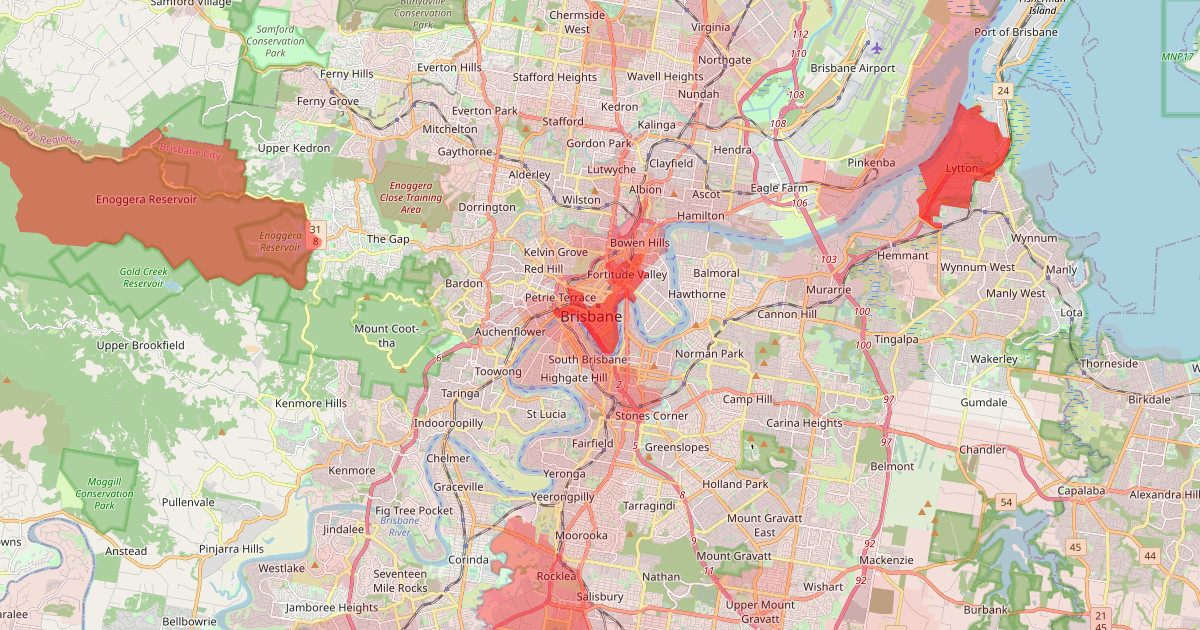 Samford Village
Bunyaville
Conservation
Park
Chermside
West
Virginia
Fisherman
Island
Port of Brisbane
MNP17
Samford
Conservation
Park
Northgate
112
110
Brisbane Airport
Ferny Hills
Everton Hills
Stafford Heights
Wavell Heights
24
Ferny Grove
Everton Park
Kedron
Nundah
108
108
Mitchelton
Stafford
Kalinga
Gordon Park
Upper Kedron
Gaythorne
Hendra
Brisbane City
Clayfield
Pinkenba
Lutwyche
Alderley
Lytton
Enoggera
Close Training
Area
Albion
Ascot
Eagle Farm
Enoggera Reservoir
Wilston
106
Dorrington
Hamilton
31
8
Enoggera
Reservoir
The Gap
Bowen Hills
Wynnum
Kelvin Grove
103
Hemmant
Gold Creek
Reservoir
Red Hill
Fortitude Valley
Balmoral
Wynnum West
Manly
Bardon
Petrie Terrace
Hawthorne
Murarrie
Manly West
Brisbane
Cannon Hill
100
Lota
Mount Coot-
tha
Auchenflower
Tingalpa
100
Upper Brookfield
6
South Brisbane
Norman Park
Wakerley
Thorneside
Toowong
Highgate Hill
2
Taringa
Camp Hill
97
Gumdale
Birkdale
Kenmore Hills
St Lucia
Stones Corner
Indooroopilly
Carina Heights
97
Fairfield
5
Greenslopes
Chandler
Chelmer
Kenmore
Belmont
Yeronga
Maggill
Conservation
Park
Graceville
Holland Park
Capalaba
Alexandra Hill
Yeerongpilly
8
Pullenvale
Fig Tree Pocket
Tarragindi
54
Brisbane
River
Mount Gravatt
East
Jindalee
Moorooka
9
92
45
44
Anstead
Pinjarra Hills
Corinda
Mount Gravatt
Mackenzie
Westlake
11
Seventeen
Mile Rocks
Rocklea
Nathan
92
Wishart
Salisbury
Jamboree Heights
Upper Mount
Gravatt
Burbank
21
45
Bellbowrie